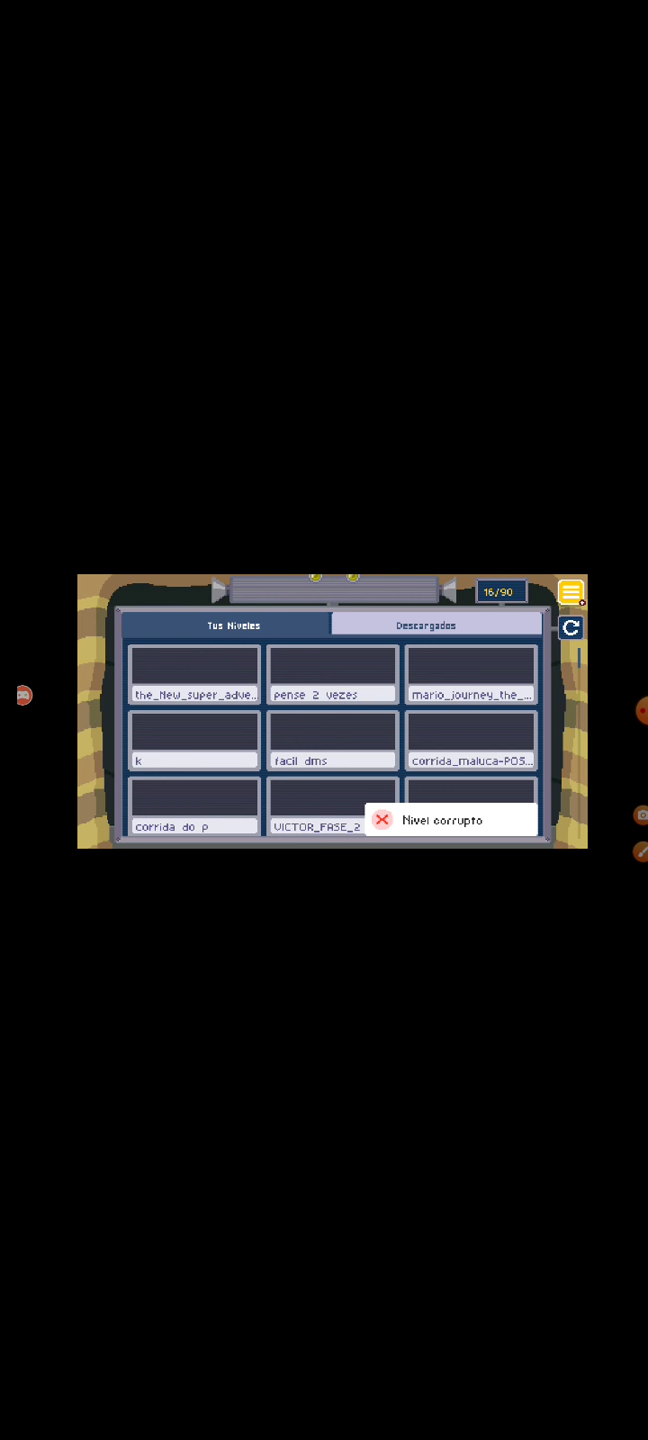 16/90
Tus Niveles
Descargados
the_New_super_adve...
pense 2 vezes
mario_journey_the_...
k
facil dms
corrida_maluca-POS...
corrida do p
VICTOR_FASE_2
Nivel corrupto